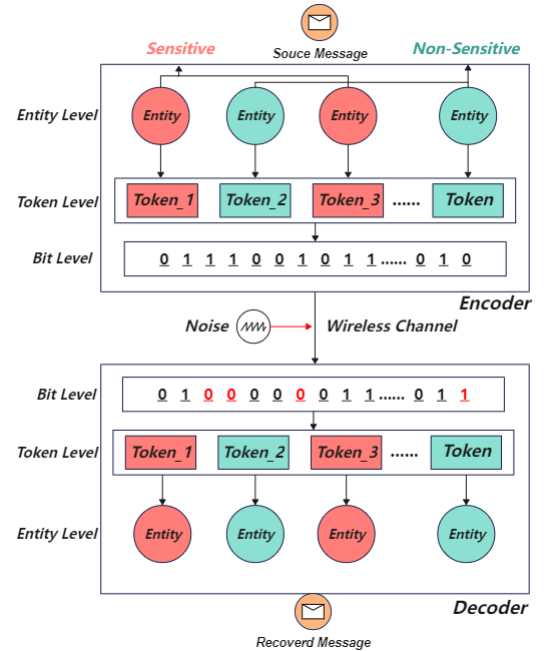 Sensitive
Souce Message
Non-Sensitive
Entity Level
Entity Entity Entity Entity
Token Level
Token_1 Token_2 Token_3 ...... Token
Bit Level
0 1 1 1 0 0 1 0 1 1 ...... 0 1 0
Encoder
Noise
Wireless Channel
Bit Level
0 1 0 0 0 0 0 0 1 1 ...... 0 1 1
Token Level
Token_1 Token_2 Token_3 ...... Token
Entity Level
Entity Entity Entity Entity
Decoder
Recoverd Message